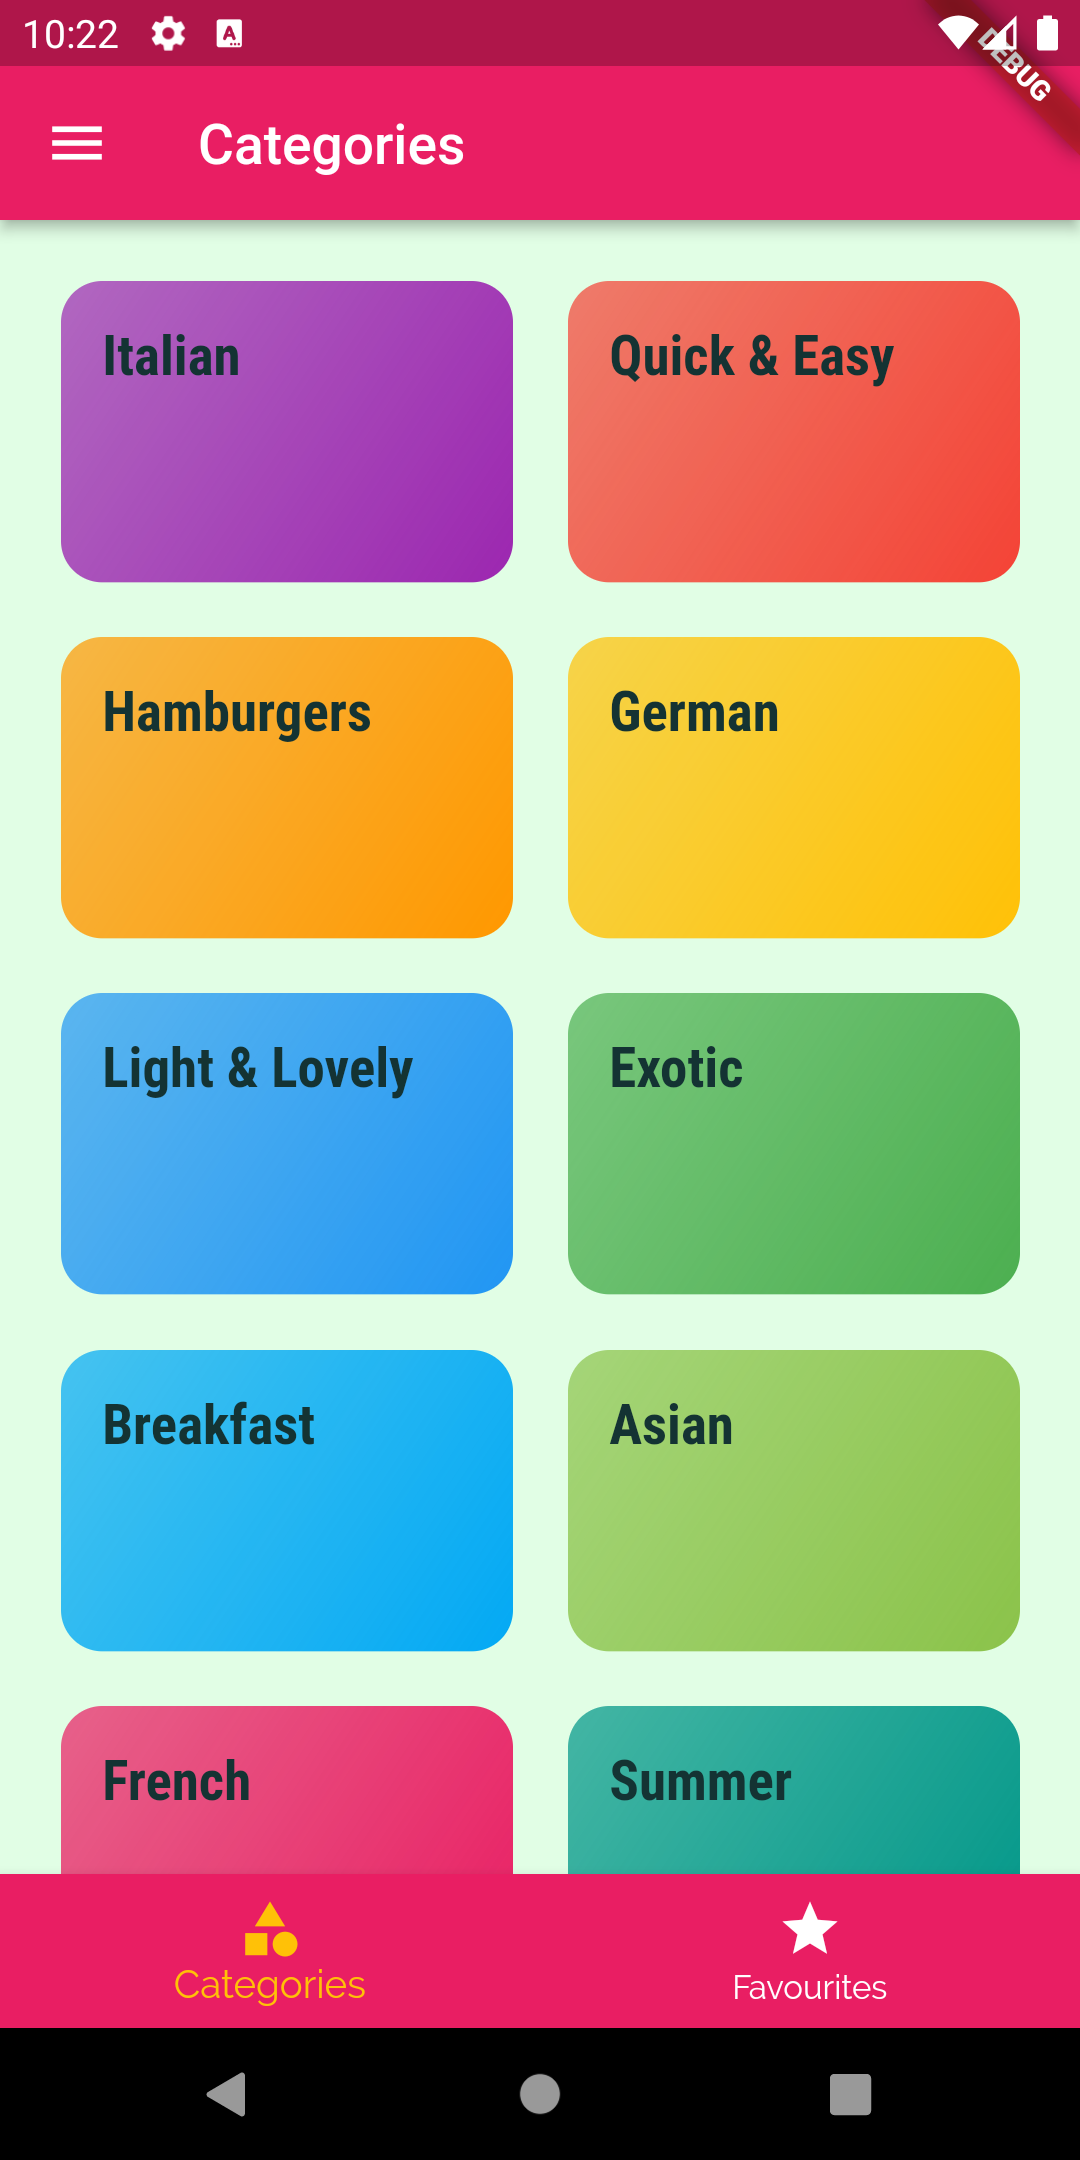 10:22
DEBUG
Categories
Italian
Quick & Easy
Hamburgers
German
Light & Lovely
Exotic
Breakfast
Asian
French
Summer
Categories
Favourites